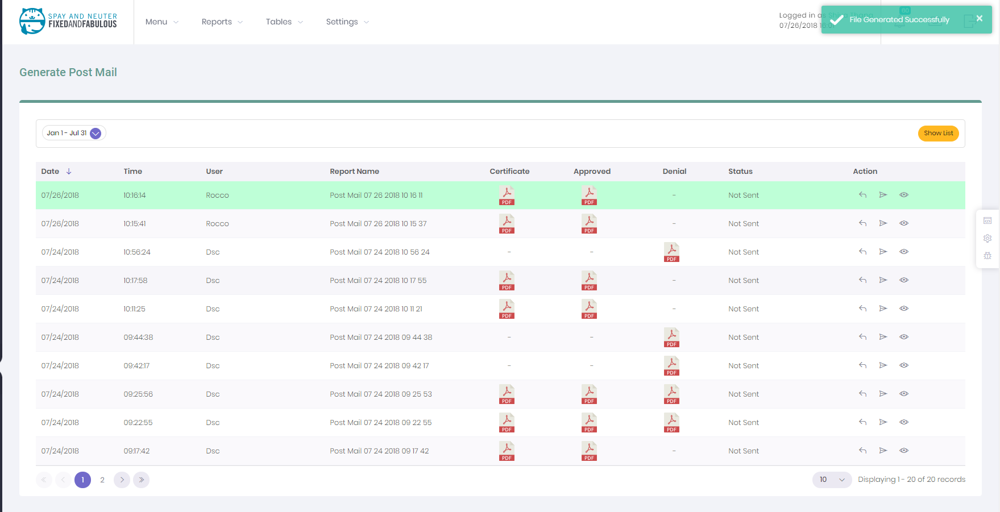 SPAY AND NEUTER
FIXEDANDFABULOUS
Menu
Reports
Tables
Settings
Logged in as
07/26/2018 16:01
60
File Generated Successfully
Generate Post Mail
Jan 1 - Jul 31
Show List
Date Time User Report Name Certificate Approved Denial Status Action
07/26/2018 10:16:14 Rocco Post Mail 07 26 2018 10 16 11 PDF PDF - Not Sent
07/26/2018 10:15:41 Rocco Post Mail 07 26 2018 10 15 37 PDF PDF - Not Sent
07/24/2018 10:56:24 Dsc Post Mail 07 24 2018 10 56 24 - - PDF Not Sent
07/24/2018 10:17:58 Dsc Post Mail 07 24 2018 10 17 55 PDF PDF - Not Sent
07/24/2018 10:11:25 Dsc Post Mail 07 24 2018 10 11 21 PDF PDF - Not Sent
07/24/2018 09:44:38 Dsc Post Mail 07 24 2018 09 44 38 - - PDF Not Sent
07/24/2018 09:42:17 Dsc Post Mail 07 24 2018 09 42 17 - - PDF Not Sent
07/24/2018 09:25:56 Dsc Post Mail 07 24 2018 09 25 53 PDF PDF PDF Not Sent
07/24/2018 09:22:55 Dsc Post Mail 07 24 2018 09 22 55 PDF PDF PDF Not Sent
07/24/2018 09:17:42 Dsc Post Mail 07 24 2018 09 17 42 PDF PDF - Not Sent
1 2
10 Displaying 1 - 20 of 20 records